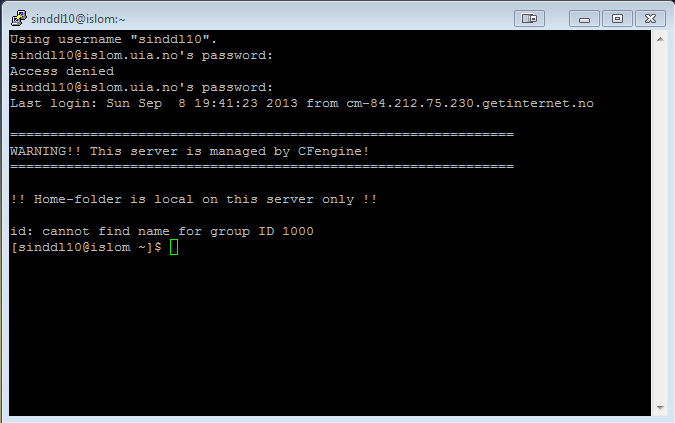 sinddl10@islom:~
Using username "sinddl10".
sinddl10@islom.uia.no's password:
Access denied
sinddl10@islom.uia.no's password:
Last login: Sun Sep  8 19:41:23 2013 from cm-84.212.75.230.getinternet.no
===============================================================
WARNING!! This server is managed by CFengine!
===============================================================
!! Home-folder is local on this server only !!
id: cannot find name for group ID 1000
[sinddl10@islom ~]$